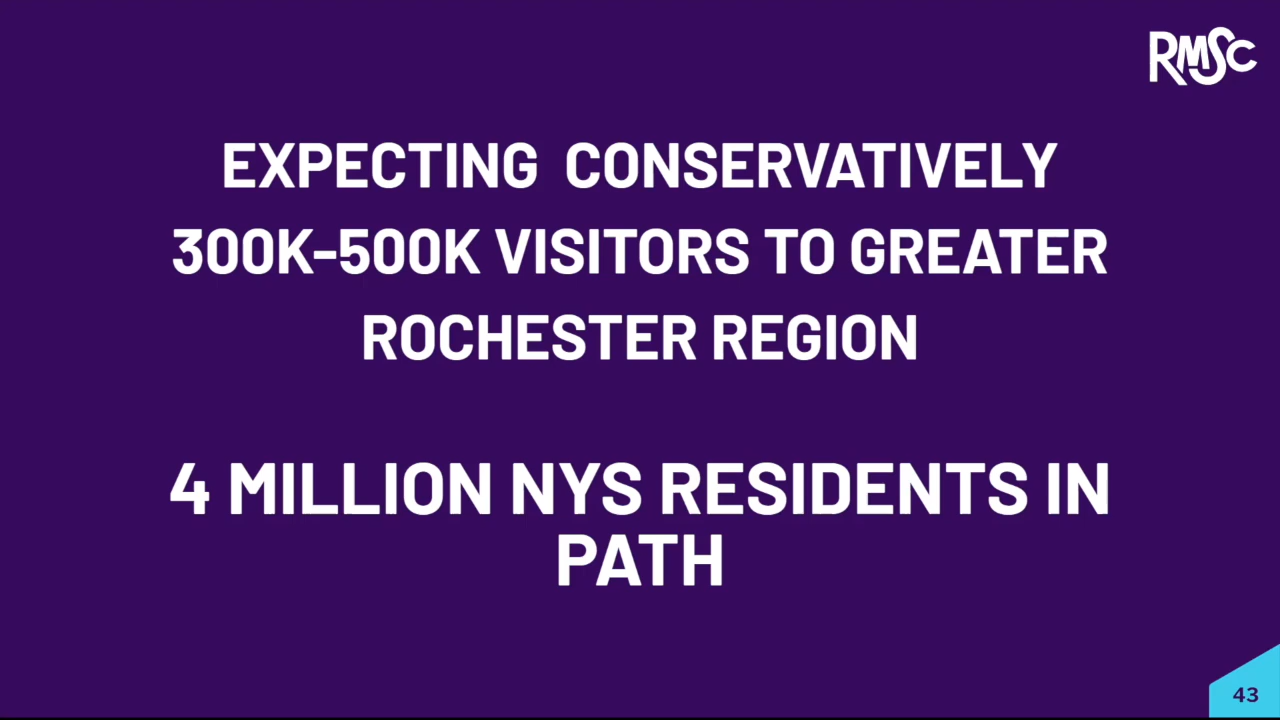 RMSC
EXPECTING CONSERVATIVELY
300K-500K VISITORS TO GREATER
ROCHESTER REGION
4 MILLION NYS RESIDENTS IN
PATH
43